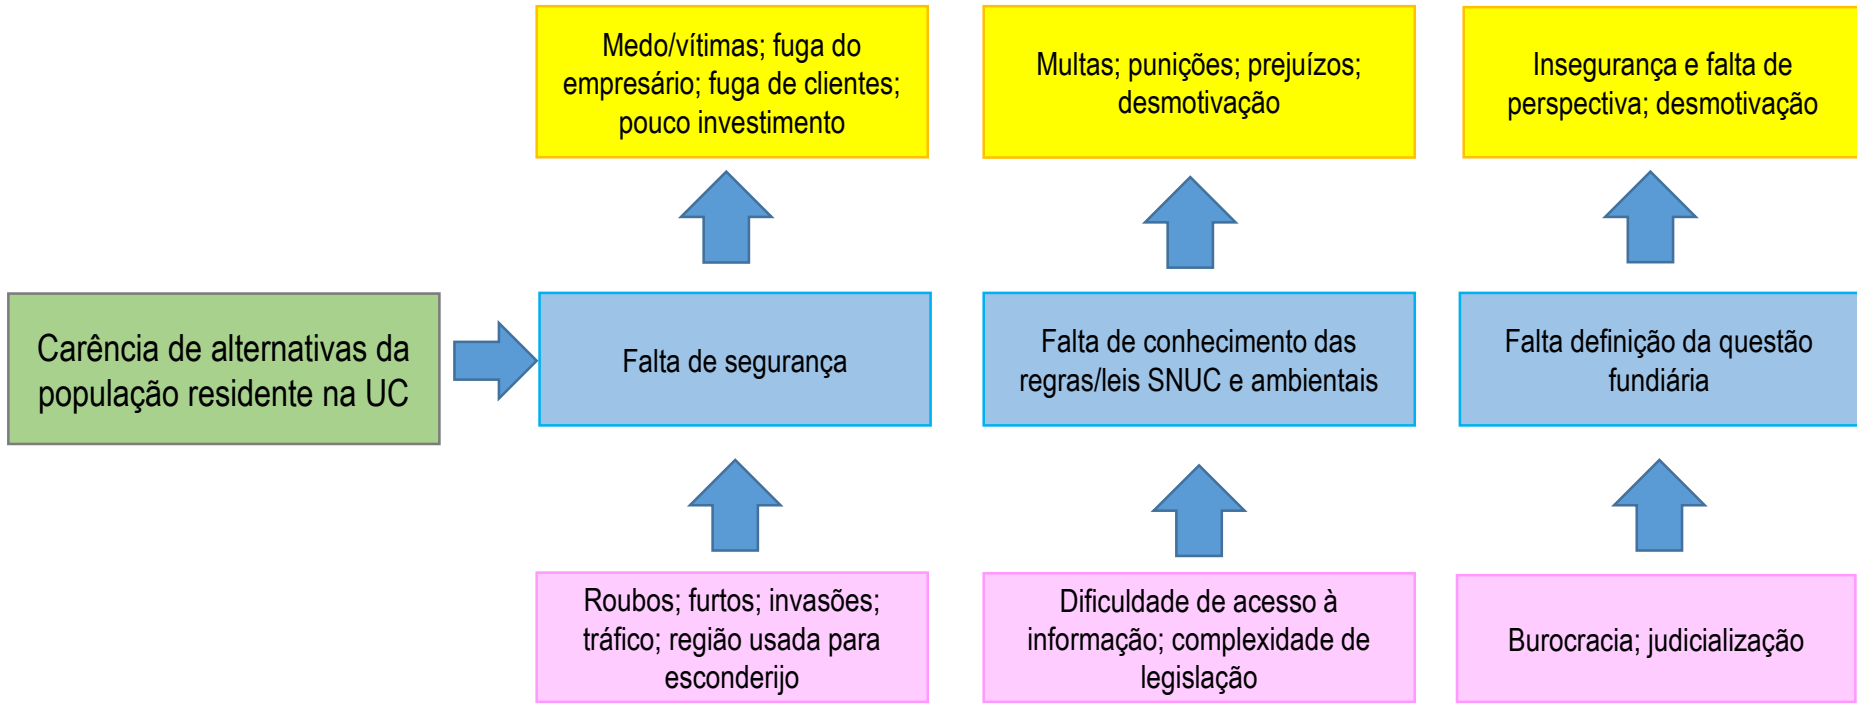 Medo/vítimas; fuga do
empresário; fuga de clientes;
pouco investimento
Multas; punições; prejuízos;
desmotivação
Insegurança e falta de
perspectiva; desmotivação
Carência de alternativas da
população residente na UC
Falta de segurança
Falta de conhecimento das
regras/leis SNUC e ambientais
Falta definição da questão
fundiária
Roubos; furtos; invasões;
tráfico; região usada para
esconderijo
Dificuldade de acesso à
informação; complexidade de
legislação
Burocracia; judicialização